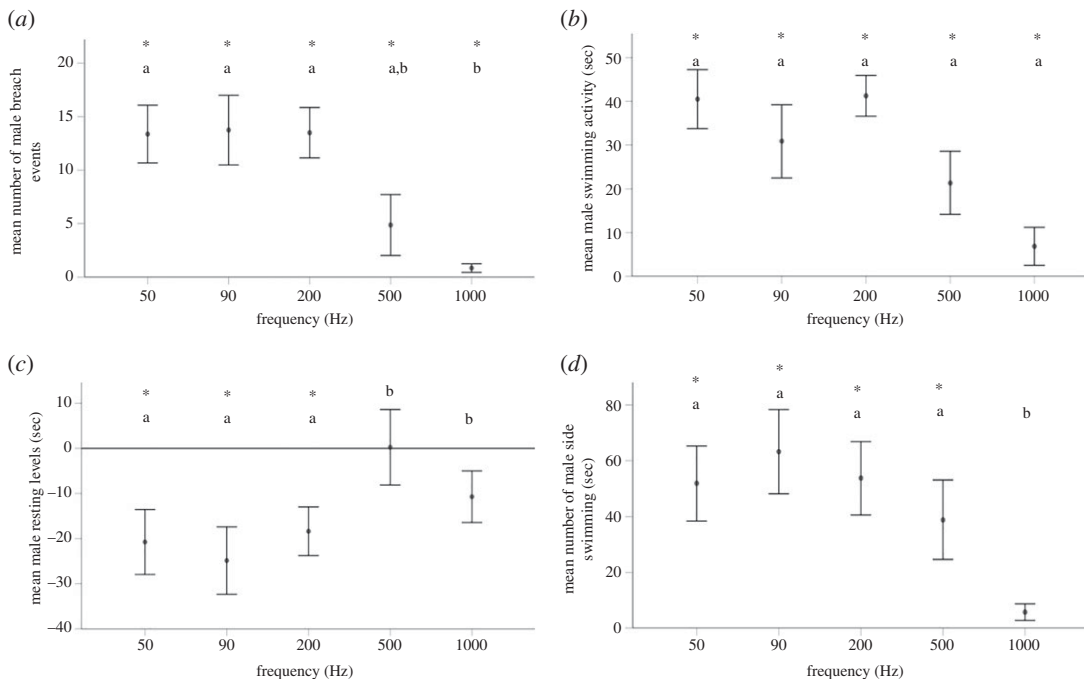 (a)
* * * * *
a a a a,b b
20
15
10
5
0
mean number of male breach
events
50 90 200 500 1000
frequency (Hz)
(b)
* * * * *
a a a a a
50
40
30
20
10
0
mean male swimming activity (sec)
50 90 200 500 1000
frequency (Hz)
(c)
* * * b
a a a b
10
0
–10
–20
–30
–40
mean male resting levels (sec)
50 90 200 500 1000
frequency (Hz)
(d)
* * * *
a a a a b
80
60
40
20
0
mean number of male side
swimming (sec)
50 90 200 500 1000
frequency (Hz)